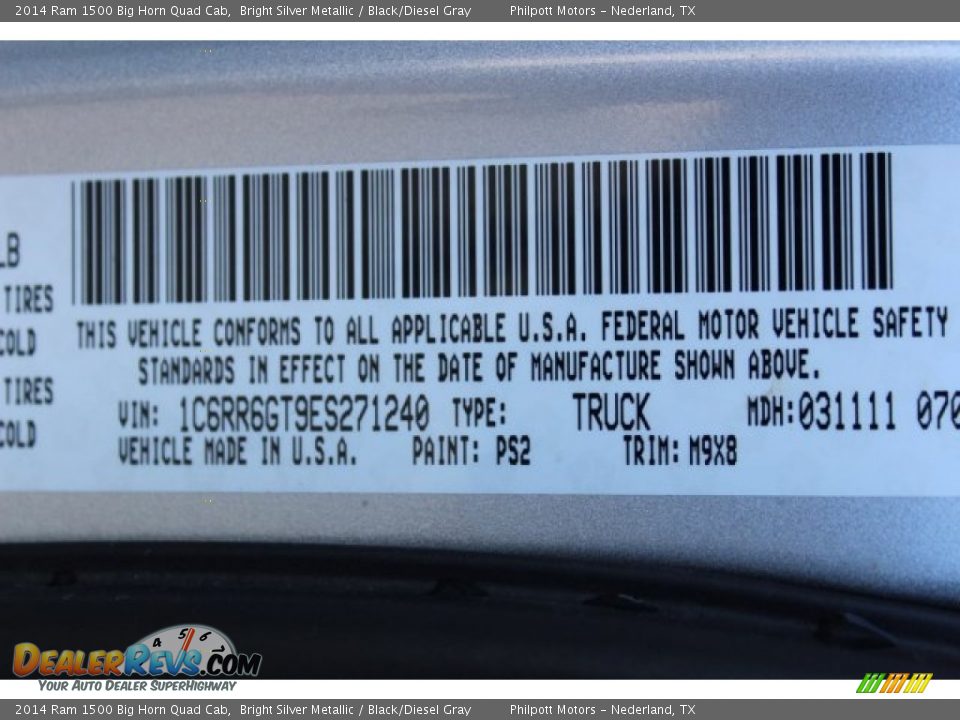 2014 Ram 1500 Big Horn Quad Cab, Bright Silver Metallic / Black/Diesel Gray Philpott Motors – Nederland, TX
LB
TIRES
COLD
TIRES
COLD
THIS VEHICLE CONFORMS TO ALL APPLICABLE U.S.A. FEDERAL MOTOR VEHICLE SAFETY
STANDARDS IN EFFECT ON THE DATE OF MANUFACTURE SHOWN ABOVE.
VIN: 1C6RR6GT9ES271240 TYPE: TRUCK MDH:031111 070
VEHICLE MADE IN U.S.A. PAINT: PS2 TRIM: M9X8
4 5 6
DEALERREVS.COM
YOUR AUTO DEALER SUPERHIGHWAY
2014 Ram 1500 Big Horn Quad Cab, Bright Silver Metallic / Black/Diesel Gray Philpott Motors – Nederland, TX